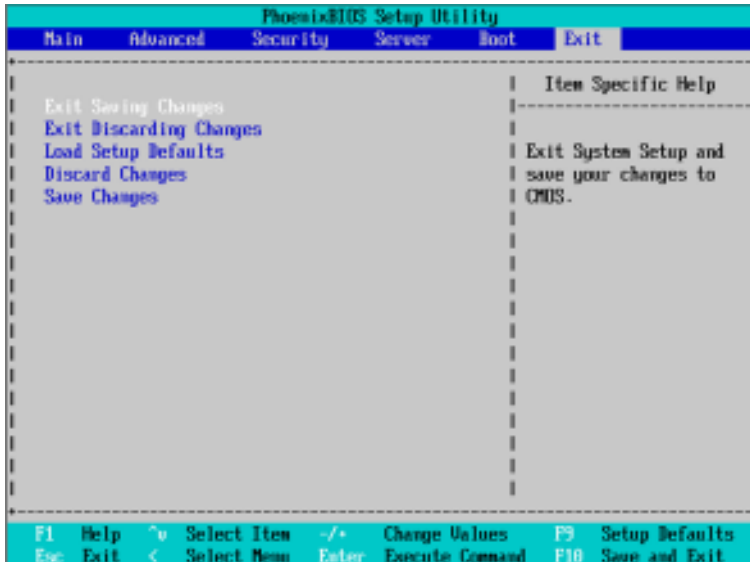 PhoenixBIOS Setup Utility
Main Advanced Security Server Boot Exit
Item Specific Help
Exit Saving Changes
Exit Discarding Changes
Load Setup Defaults
Discard Changes
Save Changes
Exit System Setup and
save your changes to
CMOS.
F1 Help ^v Select Item -/+ Change Values F9 Setup Defaults
Esc Exit < Select Menu Enter Execute Command F10 Save and Exit